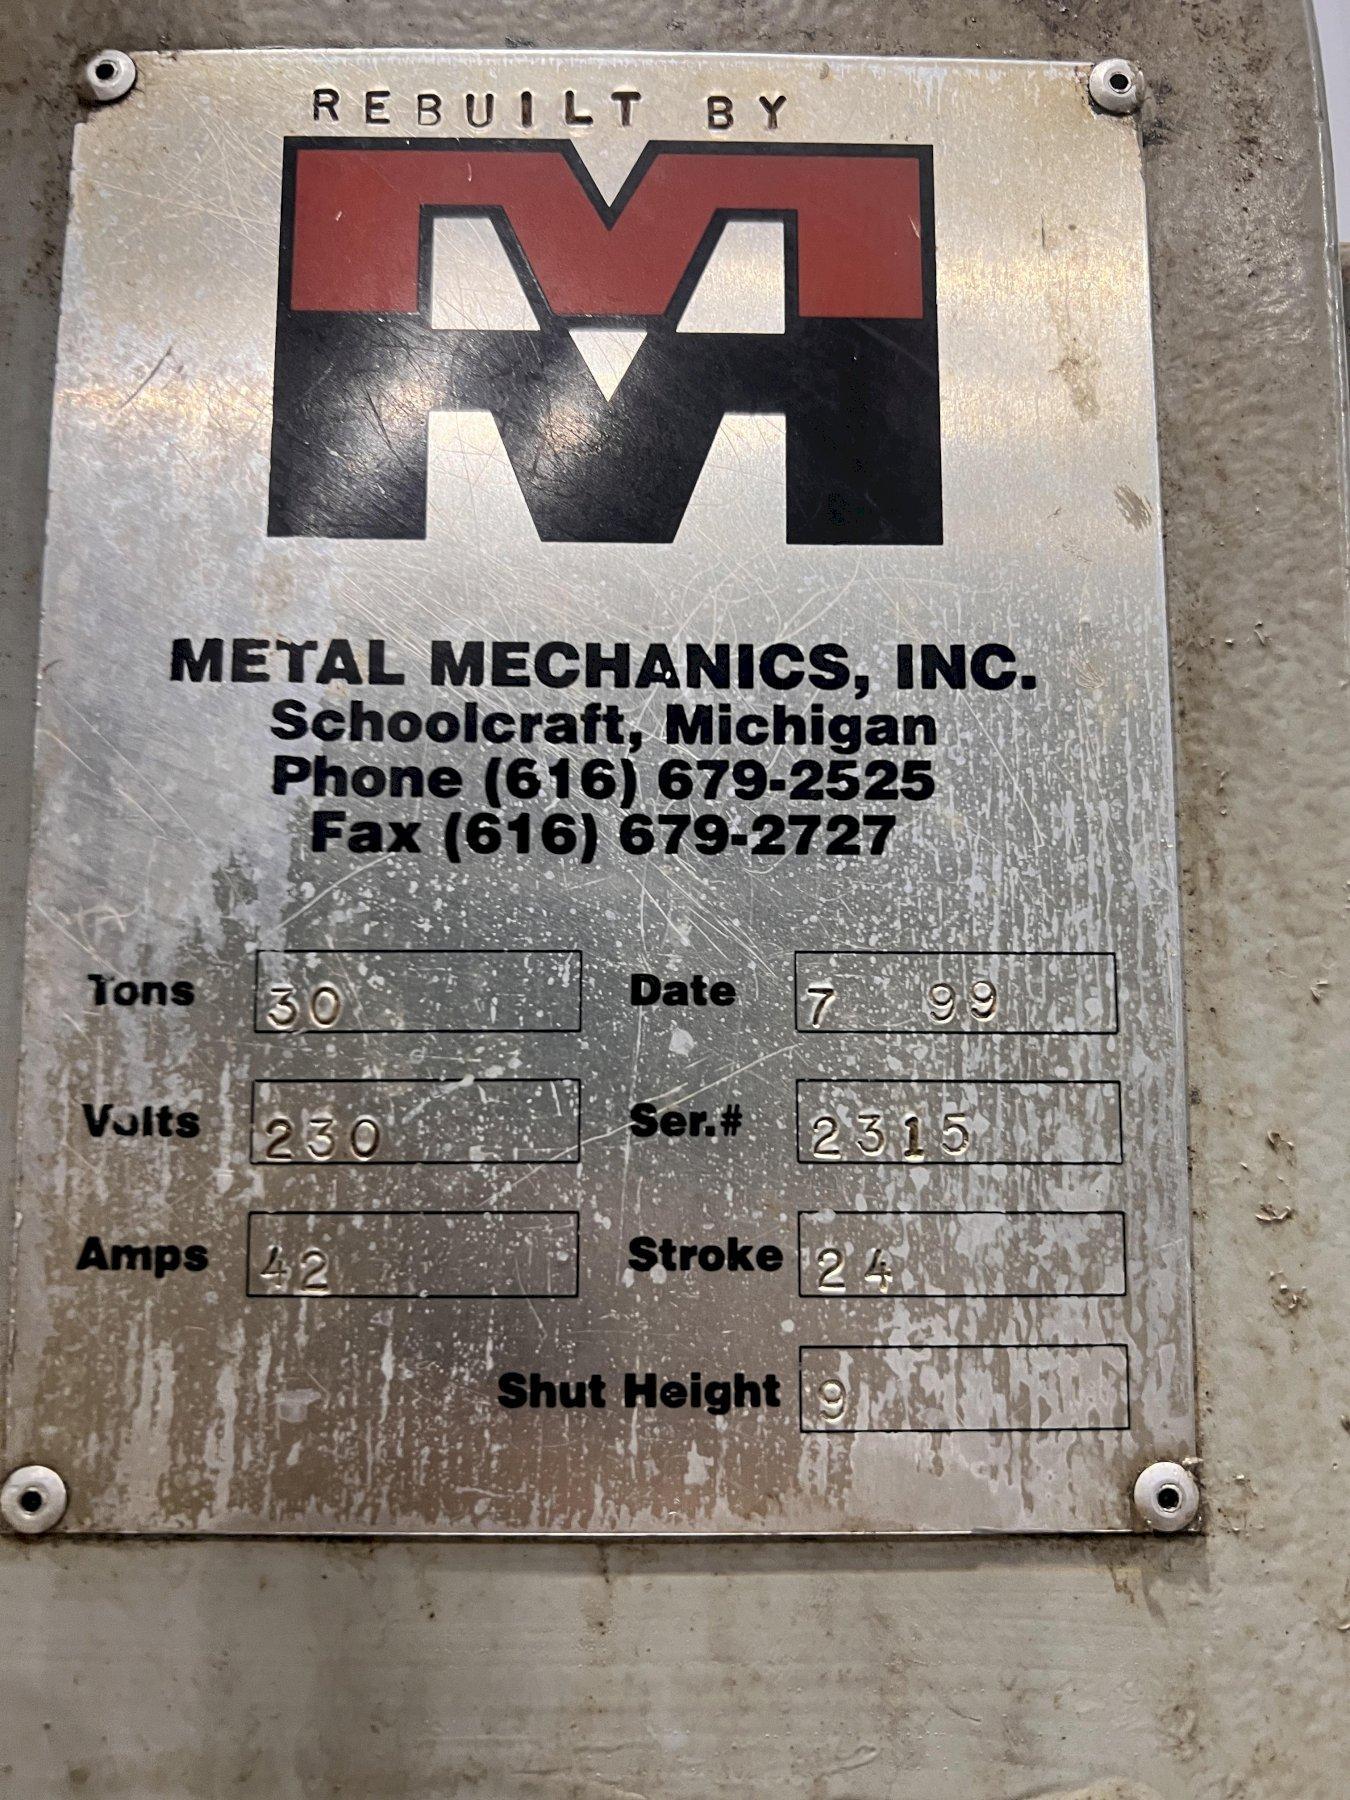 REBUILT BY
METAL MECHANICS, INC.
Schoolcraft, Michigan
Phone (616) 679-2525
Fax (616) 679-2727
Tons 30 Date 7 99
Volts 230 Ser.# 2315
Amps 42 Stroke 24
Shut Height 9